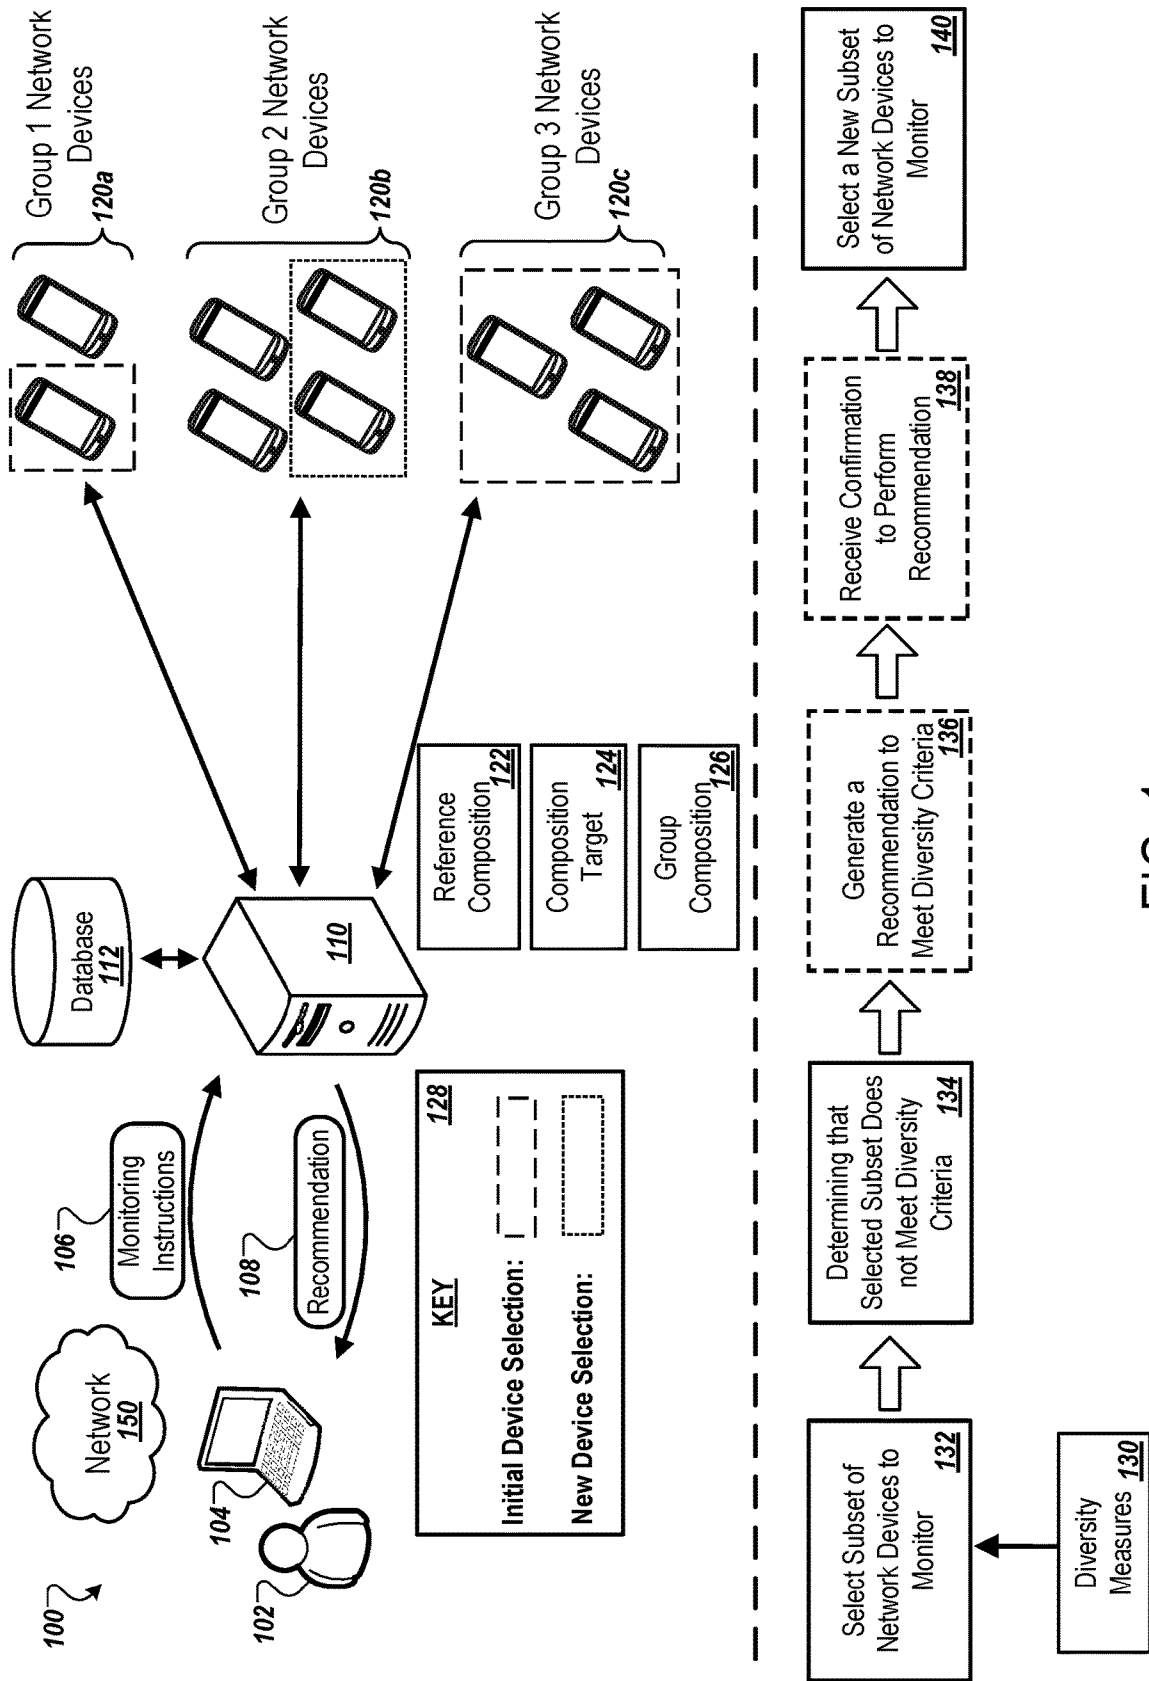 100
Network
150
102
104
106
Monitoring
Instructions
108
Recommendation
Database
112
110
Group 1 Network
Devices
120a
Group 2 Network
Devices
120b
Group 3 Network
Devices
120c
KEY
128
Initial Device Selection:
New Device Selection:
Reference
Composition
122
Composition
Target
124
Group
Composition
126
Select Subset of
Network Devices to
Monitor
132
Diversity
Measures
130
Determining that
Selected Subset Does
not Meet Diversity
Criteria
134
Generate a
Recommendation to
Meet Diversity Criteria
136
Receive Confirmation
to Perform
Recommendation
138
Select a New Subset
of Network Devices to
Monitor
140